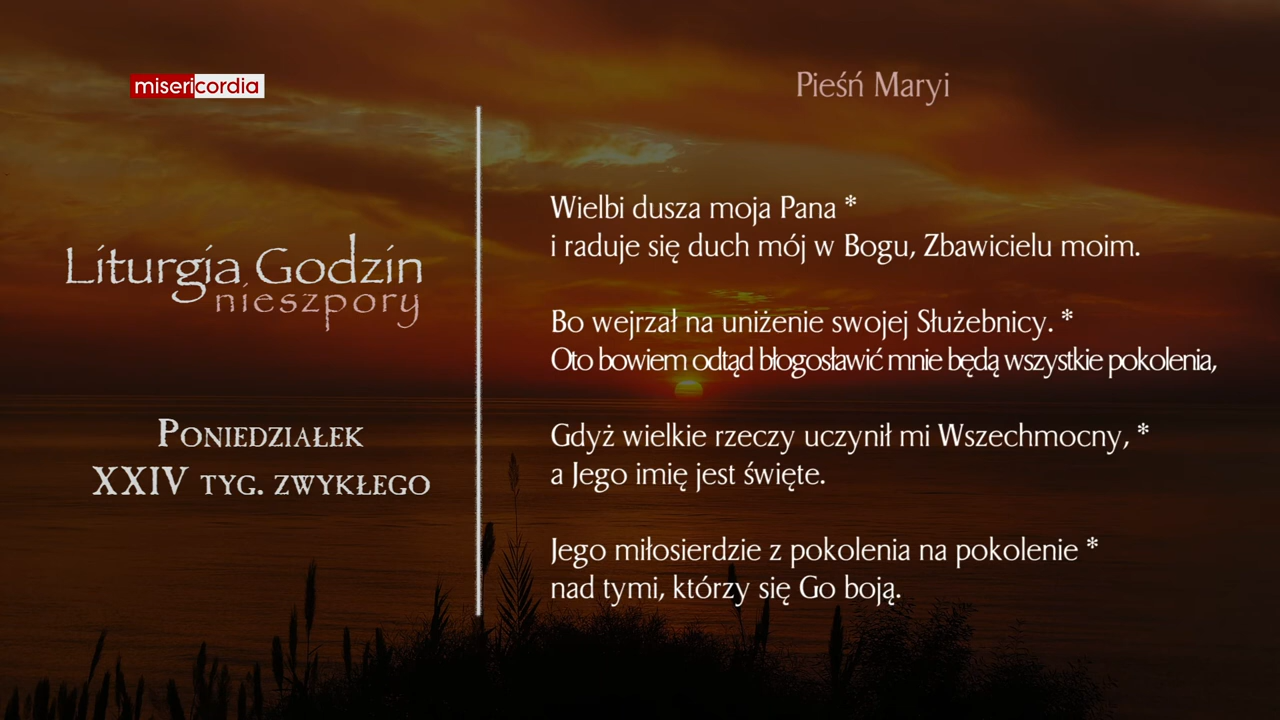 misericordia
Liturgia Godzin
nieszpory
Poniedziałek
XXIV tyg. zwykłego
Pieśń Maryi
Wielbi dusza moja Pana *
i raduje się duch mój w Bogu, Zbawicielu moim.
Bo wejrzał na uniżenie swojej Służebnicy. *
Oto bowiem odtąd błogosławić mnie będą wszystkie pokolenia,
Gdyż wielkie rzeczy uczynił mi Wszechmocny, *
a Jego imię jest święte.
Jego miłosierdzie z pokolenia na pokolenie *
nad tymi, którzy się Go boją.